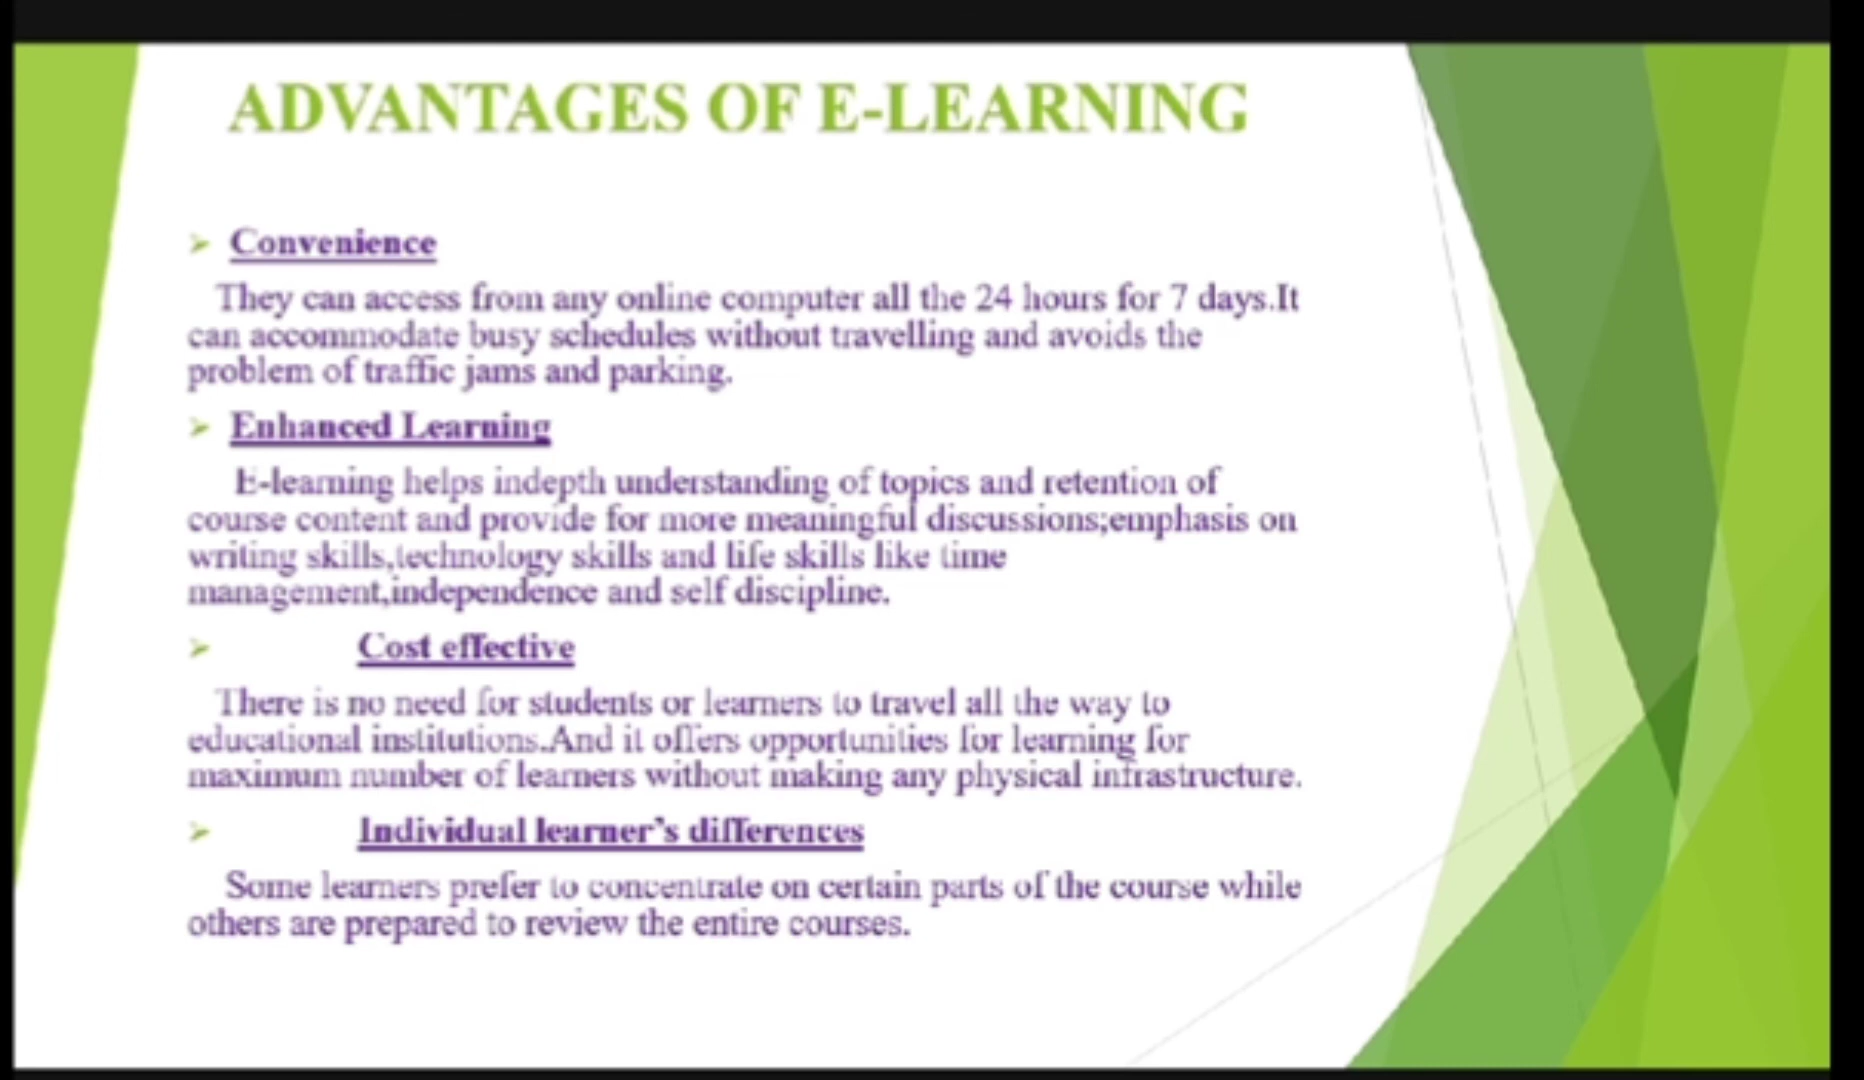 ADVANTAGES OF E-LEARNING
➢ Convenience
They can access from any online computer all the 24 hours for 7 days.It
can accommodate busy schedules without travelling and avoids the
problem of traffic jams and parking.
➢ Enhanced Learning
E-learning helps indepth understanding of topics and retention of
course content and provide for more meaningful discussions;emphasis on
writing skills,technology skills and life skills like time
management,independence and self discipline.
➢ Cost effective
There is no need for students or learners to travel all the way to
educational institutions.And it offers opportunities for learning for
maximum number of learners without making any physical infrastructure.
➢ Individual learner’s differences
Some learners prefer to concentrate on certain parts of the course while
others are prepared to review the entire courses.